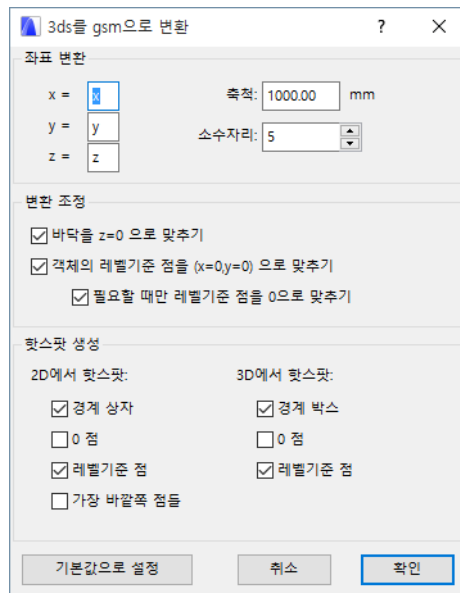 3ds를 gsm으로 변환 ? ×
좌표 변환
x = x 축척: 1000.00 mm
y = y 소수자리: 5
z = z
변환 조정
바닥을 z=0 으로 맞추기
객체의 레벨기준 점을 (x=0,y=0) 으로 맞추기
필요할 때만 레벨기준 점을 0으로 맞추기
핫스팟 생성
2D에서 핫스팟: 3D에서 핫스팟:
경계 상자 경계 박스
0 점 0 점
레벨기준 점 레벨기준 점
가장 바깥쪽 점들
기본값으로 설정 취소 확인